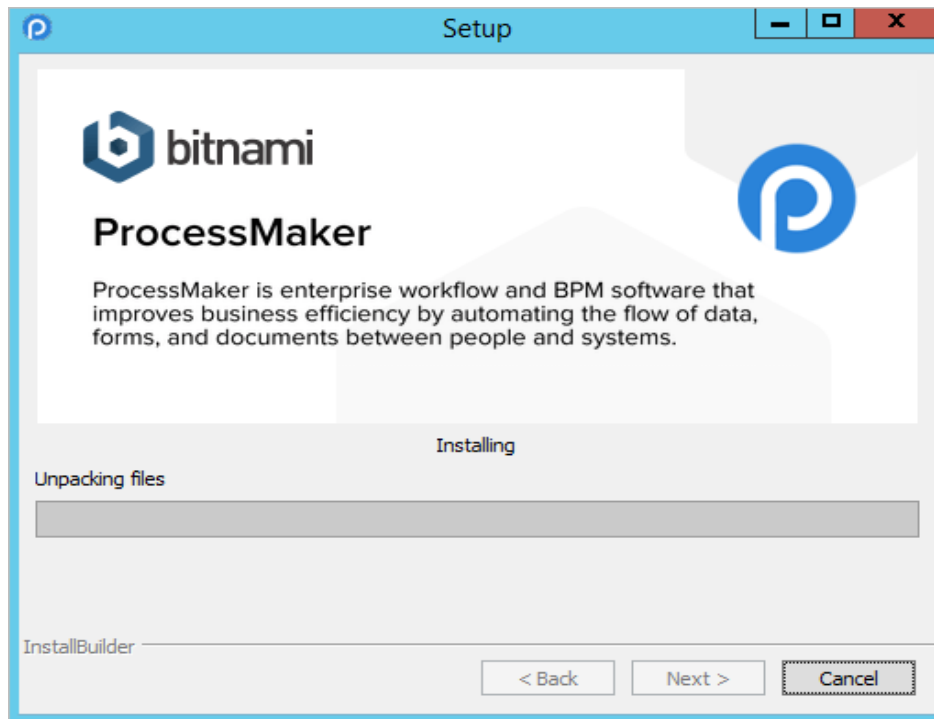 Setup
bitnami
ProcessMaker
ProcessMaker is enterprise workflow and BPM software that
improves business efficiency by automating the flow of data,
forms, and documents between people and systems.
Installing
Unpacking files
InstallBuilder
< Back Next > Cancel